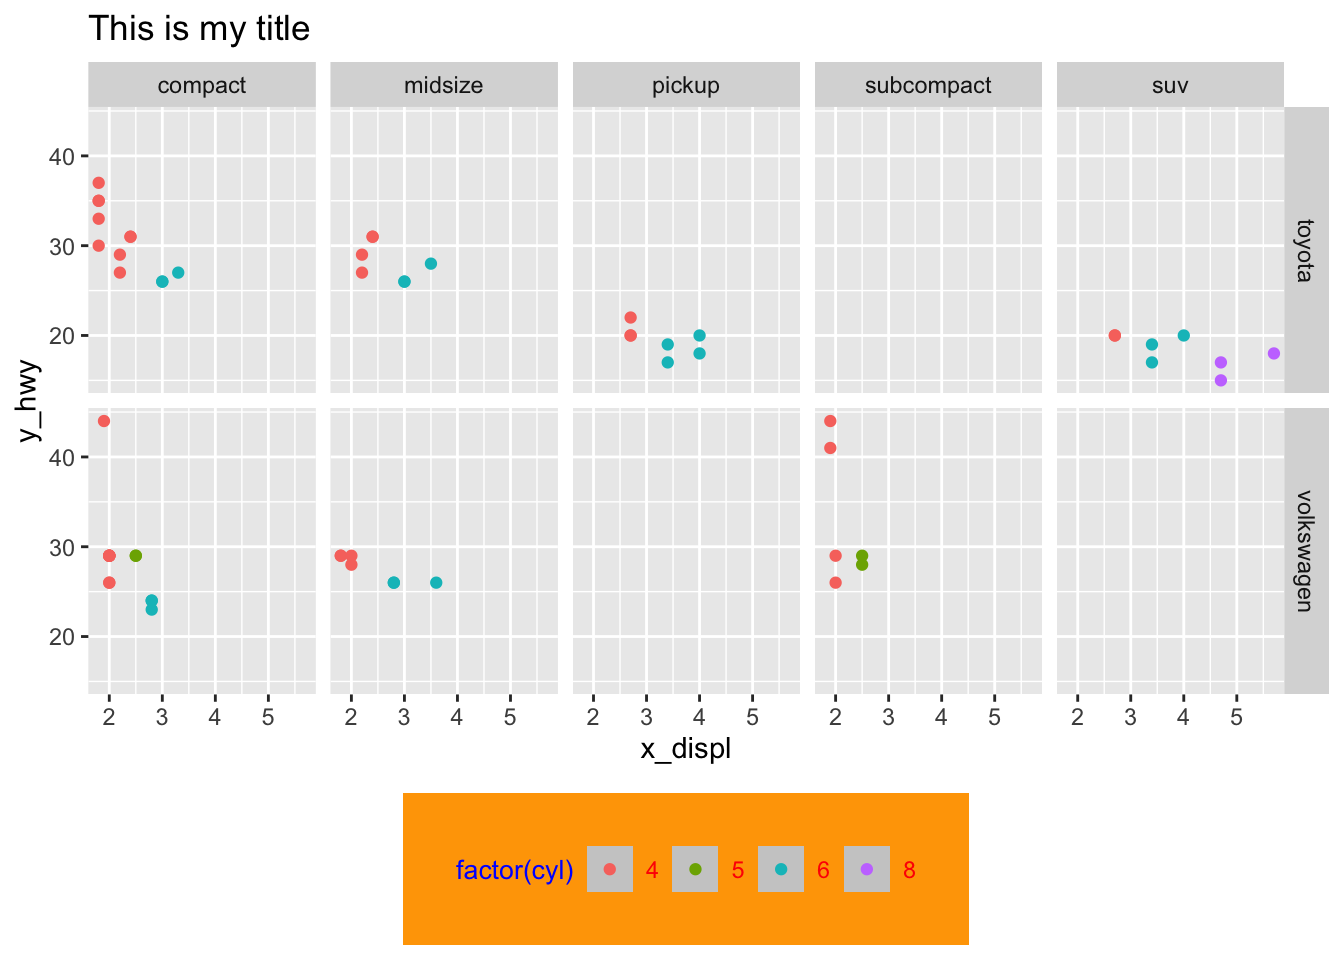 This is my title
compact midsize pickup subcompact suv
40
30
20
toyota
y_hwy
40
30
20
volkswagen
2 3 4 5 2 3 4 5 2 3 4 5 2 3 4 5 2 3 4 5
x_displ
factor(cyl) 4 5 6 8